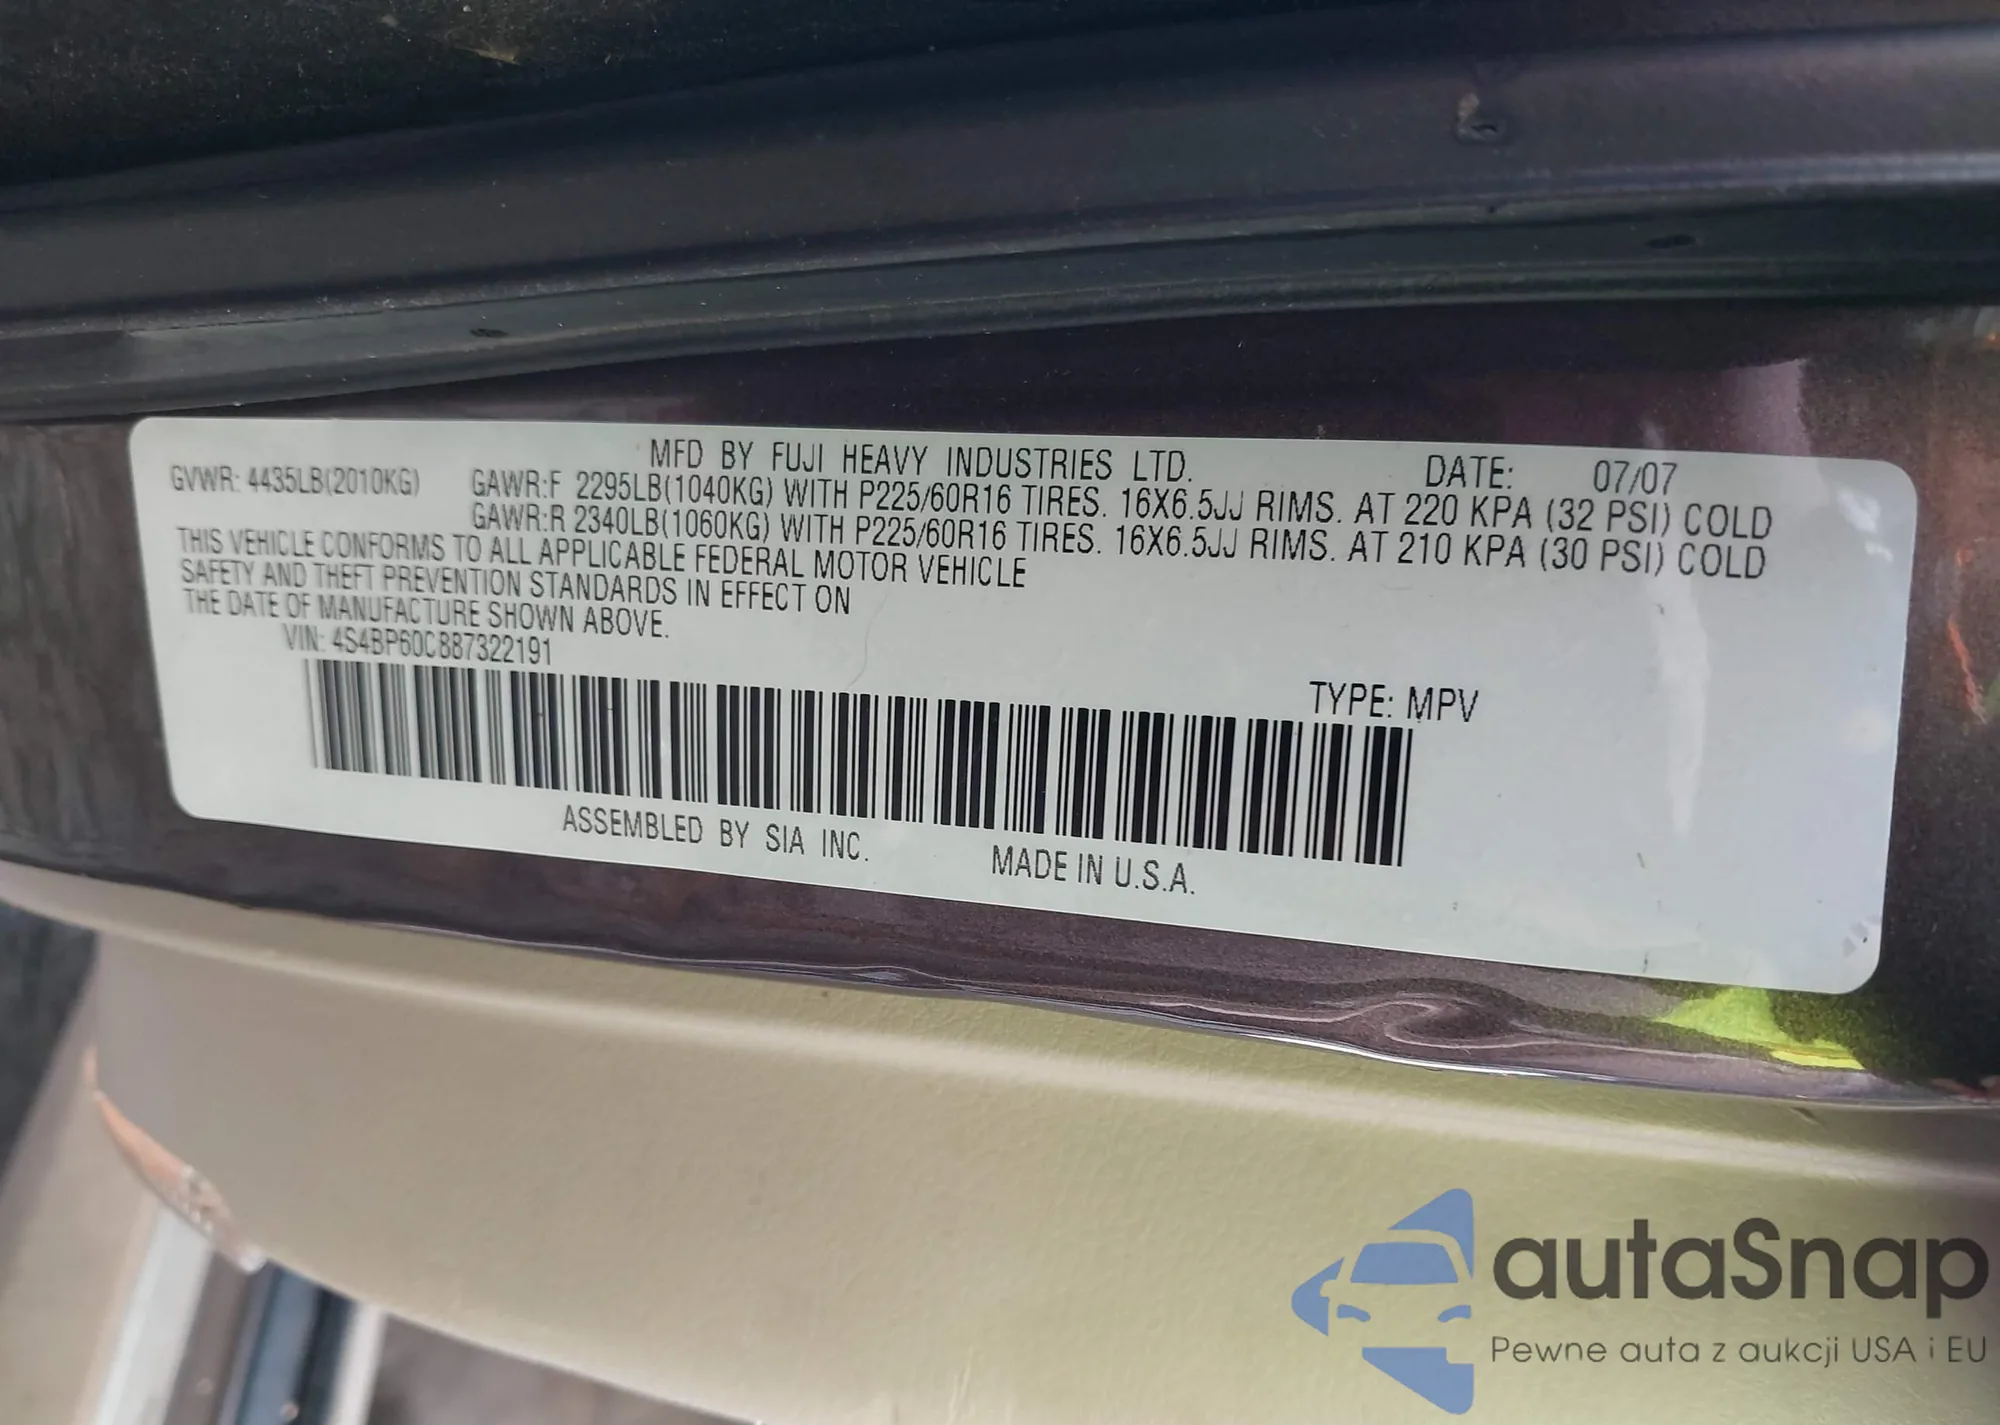 MFD BY FUJI HEAVY INDUSTRIES LTD. DATE: 07/07
GVWR: 4435LB(2010KG) GAWR:F 2295LB(1040KG) WITH P225/60R16 TIRES. 16X6.5JJ RIMS. AT 220 KPA (32 PSI) COLD
GAWR:R 2340LB(1060KG) WITH P225/60R16 TIRES. 16X6.5JJ RIMS. AT 210 KPA (30 PSI) COLD
THIS VEHICLE CONFORMS TO ALL APPLICABLE FEDERAL MOTOR VEHICLE
SAFETY AND THEFT PREVENTION STANDARDS IN EFFECT ON
THE DATE OF MANUFACTURE SHOWN ABOVE.
VIN: 4S4BP60C887322191
TYPE: MPV
ASSEMBLED BY SIA INC. MADE IN U.S.A.
autaSnap
Pewne auta z aukcji USA i EU